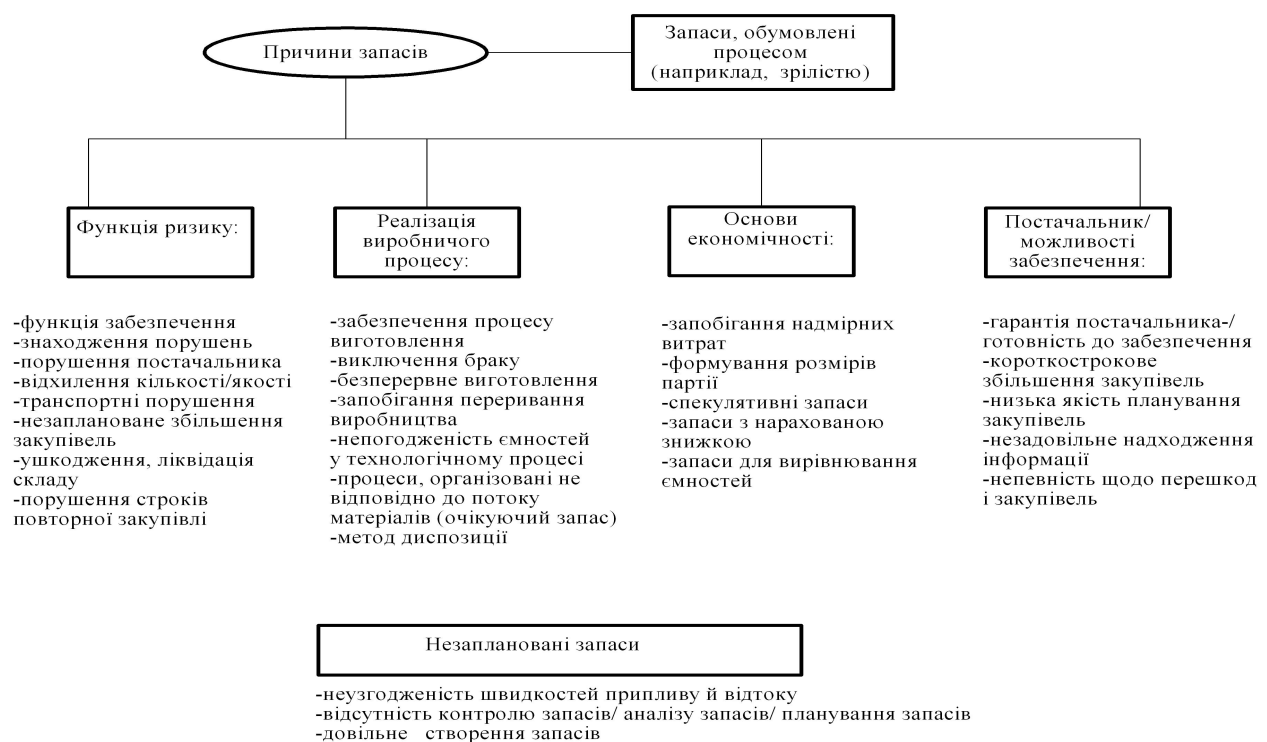 Причини запасів
Запаси, обумовлені
процесом
(наприклад, зрілістю)
Функція ризику:
-функція забезпечення
-знаходження порушень
-порушення постачальника
-відхилення кількості/якості
-транспортні порушення
-незаплановане збільшення
закупівель
-ушкодження, ліквідація
складу
-порушення строків
повторної закупівлі
Реалізація
виробничого
процесу:
-забезпечення процесу
виготовлення
-виключення браку
-безперервне виготовлення
-запобігання переривання
виробництва
-непогодженість ємностей
у технологічному процесі
-процеси, організовані не
відповідно до потоку
матеріалів (очікуючий запас)
-метод диспозиції
Основи
економічності:
-запобігання надмірних
витрат
-формування розмірів
партії
-спекулятивні запаси
-запаси з нарахованою
знижкою
-запаси для вирівнювання
ємностей
Постачальник/
можливості
забезпечення:
-гарантія постачальника-/
готовність до забезпечення
-короткострокове
збільшення закупівель
-низька якість планування
закупівель
-незадовільне надходження
інформації
-непевність щодо перешкод
і закупівель
Незаплановані запаси
-неузгодженість швидкостей припливу й відтоку
-відсутність контролю запасів/ аналізу запасів/ планування запасів
-довільне створення запасів